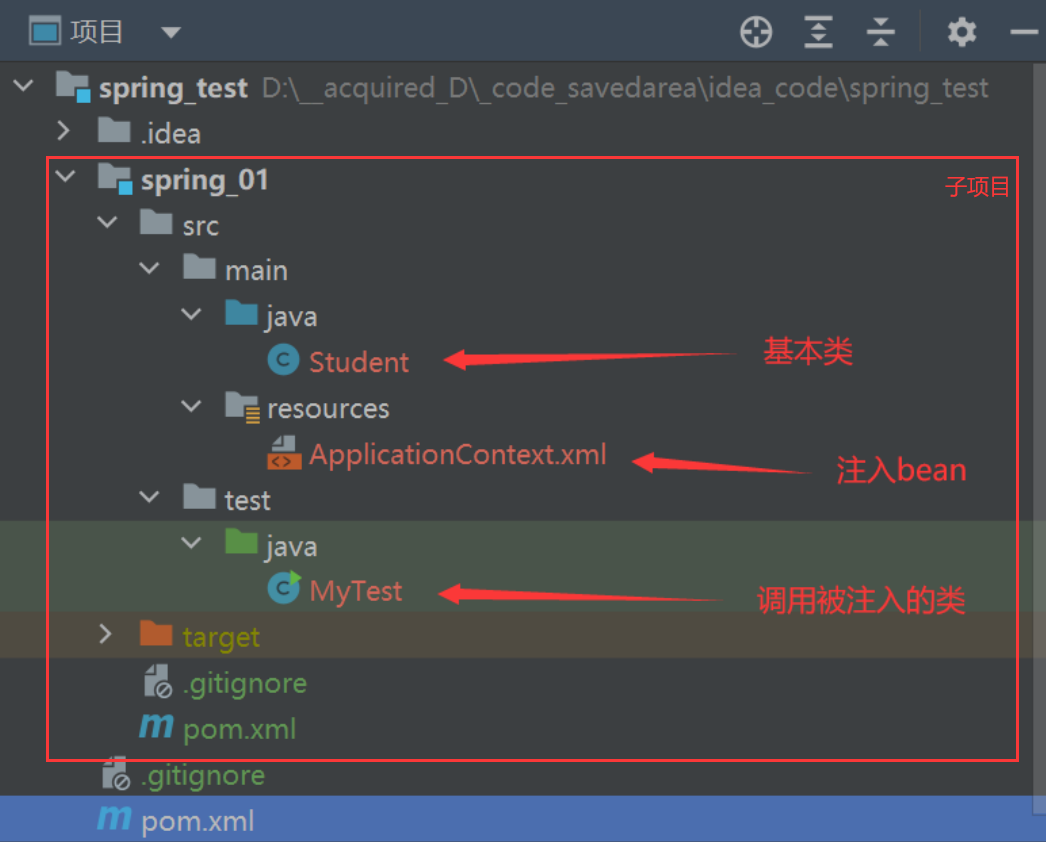 项目
spring_test D:\__acquired_D\_code_savedarea\idea_code\spring_test
.idea
spring_01 子项目
src
main
java
Student 基本类
resources
ApplicationContext.xml 注入bean
test
java
MyTest 调用被注入的类
target
.gitignore
pom.xml
.gitignore
pom.xml